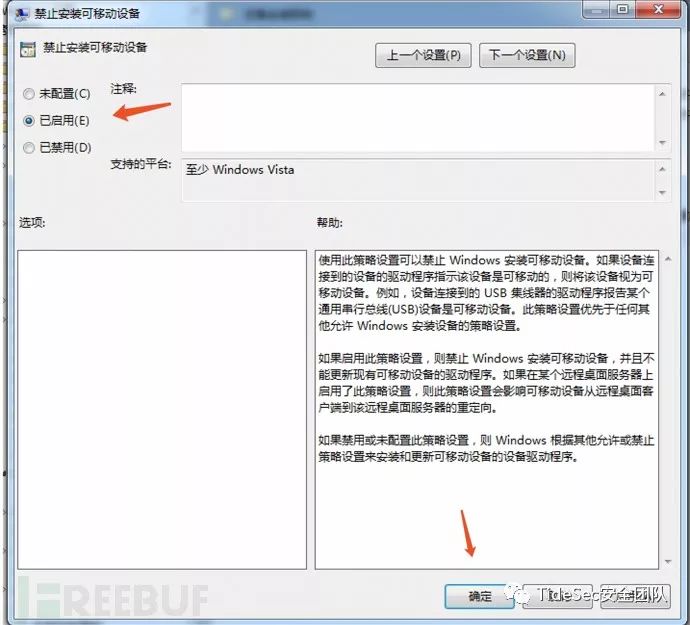 禁止安装可移动设备
禁止安装可移动设备
上一个设置(P)
下一个设置(N)
未配置(C)
注释:
已启用(E)
已禁用(D)
支持的平台:
至少 Windows Vista
选项:
帮助:
使用此策略设置可以禁止 Windows 安装可移动设备。如果设备连
接到的设备的驱动程序指示该设备是可移动的，则将该设备视为可
移动设备。例如，设备连接到的 USB 集线器的驱动程序报告某个
通用串行总线(USB)设备是可移动设备。此策略设置优先于任何其
他允许 Windows 安装设备的策略设置。
如果启用此策略设置，则禁止 Windows 安装可移动设备，并且不
能更新现有可移动设备的驱动程序。如果在某个远程桌面服务器上
启用了此策略设置，则此策略设置会影响可移动设备从远程桌面客
户端到该远程桌面服务器的重定向。
如果禁用或未配置此策略设置，则 Windows 根据其他允许或禁止
策略设置来安装和更新可移动设备的设备驱动程序。
确定
TideSec安全团队
FREEBUF